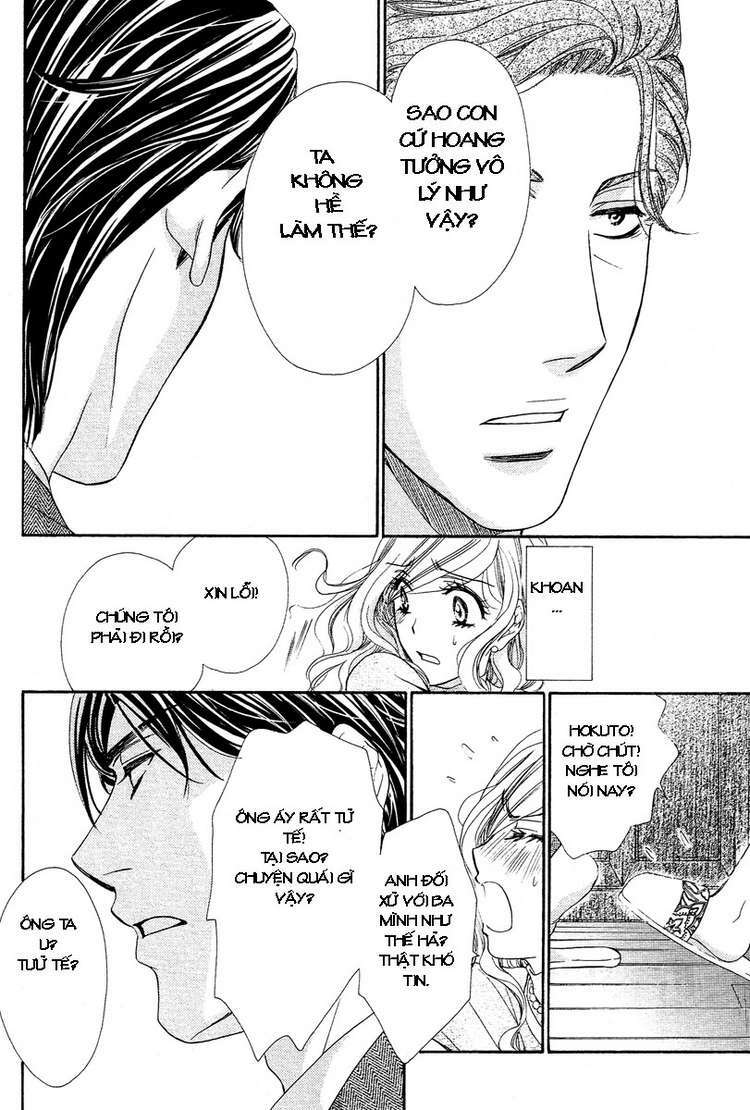 SAO CON
CỨ HOANG
TƯỞNG VÔ
LÝ NHƯ
VẬY?
TA
KHÔNG
HỀ
LÀM THẾ?
KHOAN
...
XIN LỖI!
CHÚNG TÔI
PHẢI ĐI RỒI?
HOKUTO!
CHỜ CHÚT!
NGHE TÔI
NÓI NAY?
ANH ĐỐI
XỬ VỚI BA
MÌNH NHƯ
THẾ HẢ?
THẬT KHÓ
TIN.
ÔNG ẤY RẤT TỬ
TẾ!
TẠI SAO?
CHUYỆN QUÁI GÌ
VẬY?
ÔNG TA
U?
TUỬ TẾ?